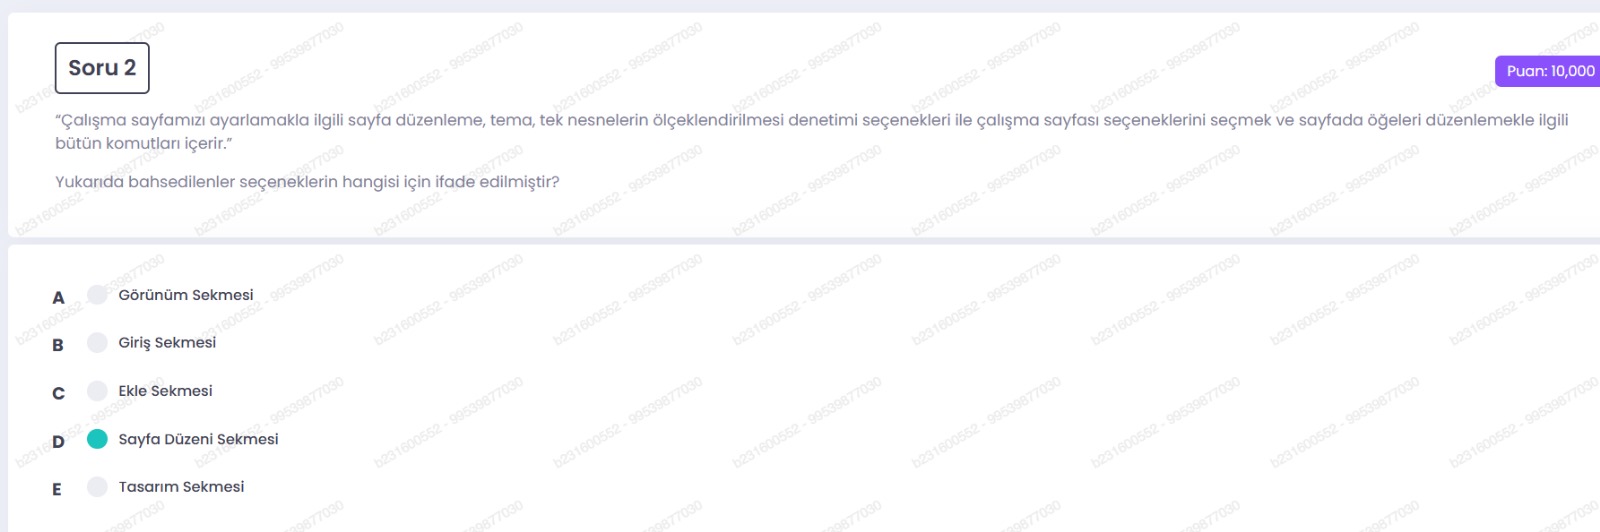 Soru 2
Puan: 10,000
“Çalışma sayfamızı ayarlamakla ilgili sayfa düzenleme, tema, tek nesnelerin ölçeklendirilmesi denetimi seçenekleri ile çalışma sayfası seçeneklerini seçmek ve sayfada öğeleri düzenlemekle ilgili
bütün komutları içerir.”
Yukarıda bahsedilenler seçeneklerin hangisi için ifade edilmiştir?
A Görünüm Sekmesi
B Giriş Sekmesi
C Ekle Sekmesi
D Sayfa Düzeni Sekmesi
E Tasarım Sekmesi
b231600552 - 99539877030